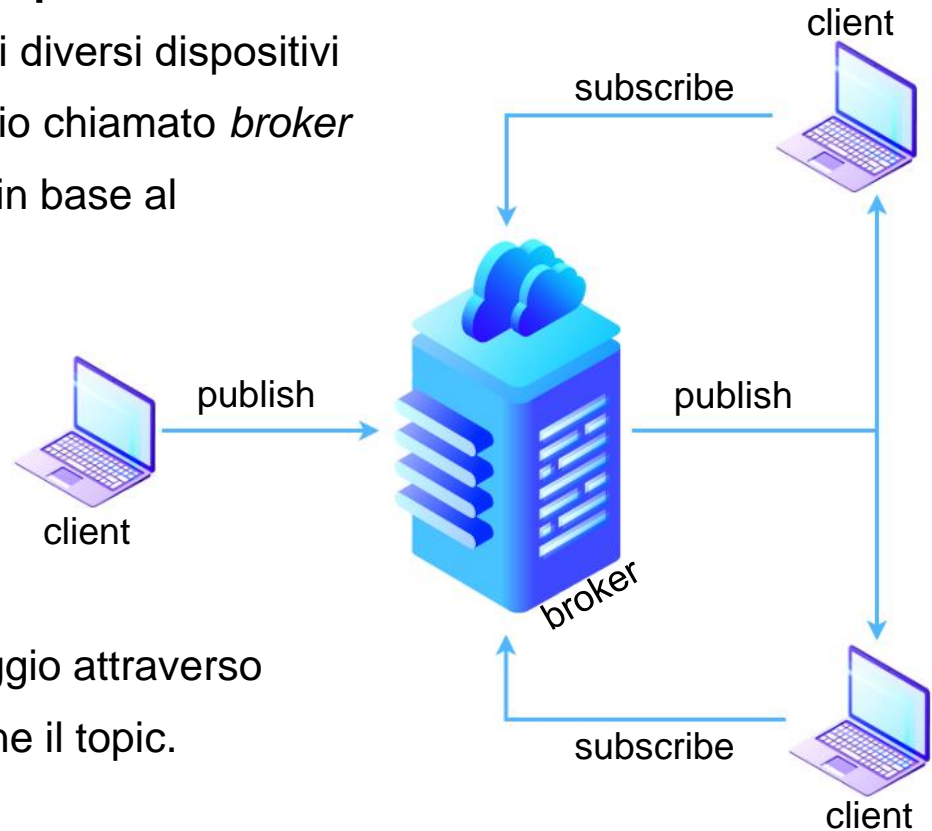 client
i diversi dispositivi
subscribe
io chiamato broker
in base al
publish
publish
client
broker
ggio attraverso
ne il topic.
subscribe
client